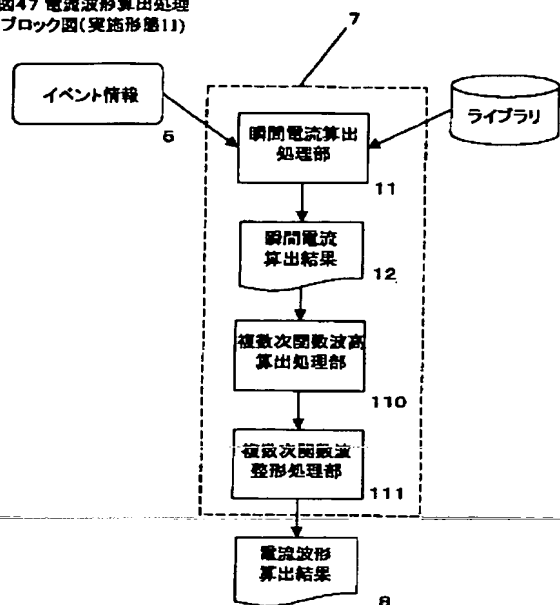 図47 電流波形算出処理
ブロック図(実施形態11)
7
イベント情報
5
ライブラリ
瞬間電流算出
処理部
11
瞬間電流
算出結果
12
複数次関数波高
算出処理部
110
複数次関数波
整形処理部
111
電流波形
算出結果
8